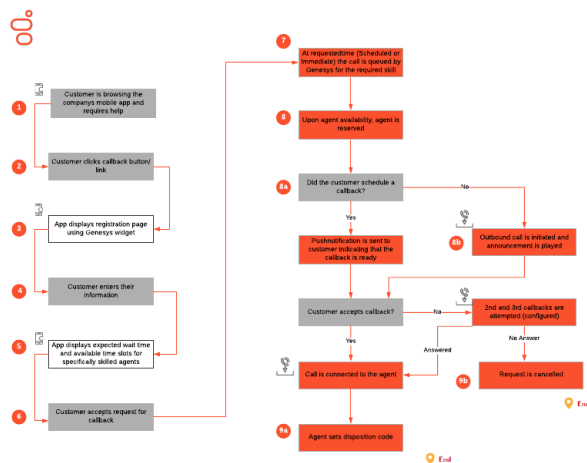 1
Customer is browsing the
companys mobile app and
requires help
2
Customer clicks callback button/
link
3
App displays registration page
using Genesys widget
4
Customer enters their
information
5
App displays expected wait time
and available time slots for
specifically skilled agents
6
Customer accepts request for
callback
7
At requestedtime (Scheduled or
Immediate) the call is queued by
Genesys for the required skill
8
Upon agent availability, agent is
reserved
8a
Did the customer schedule a
callback?
No
Yes
8b
Outbound call is initiated and
announcement is played
Pushnotification is sent to
customer indicating that the
callback is ready
Customer accepts callback?
No
2nd and 3rd callbacks are
attempted (configured)
Yes
Answered
No Answer
Call is connected to the agent
9b
Request is cancelled
End
9a
Agent sets disposition code
End